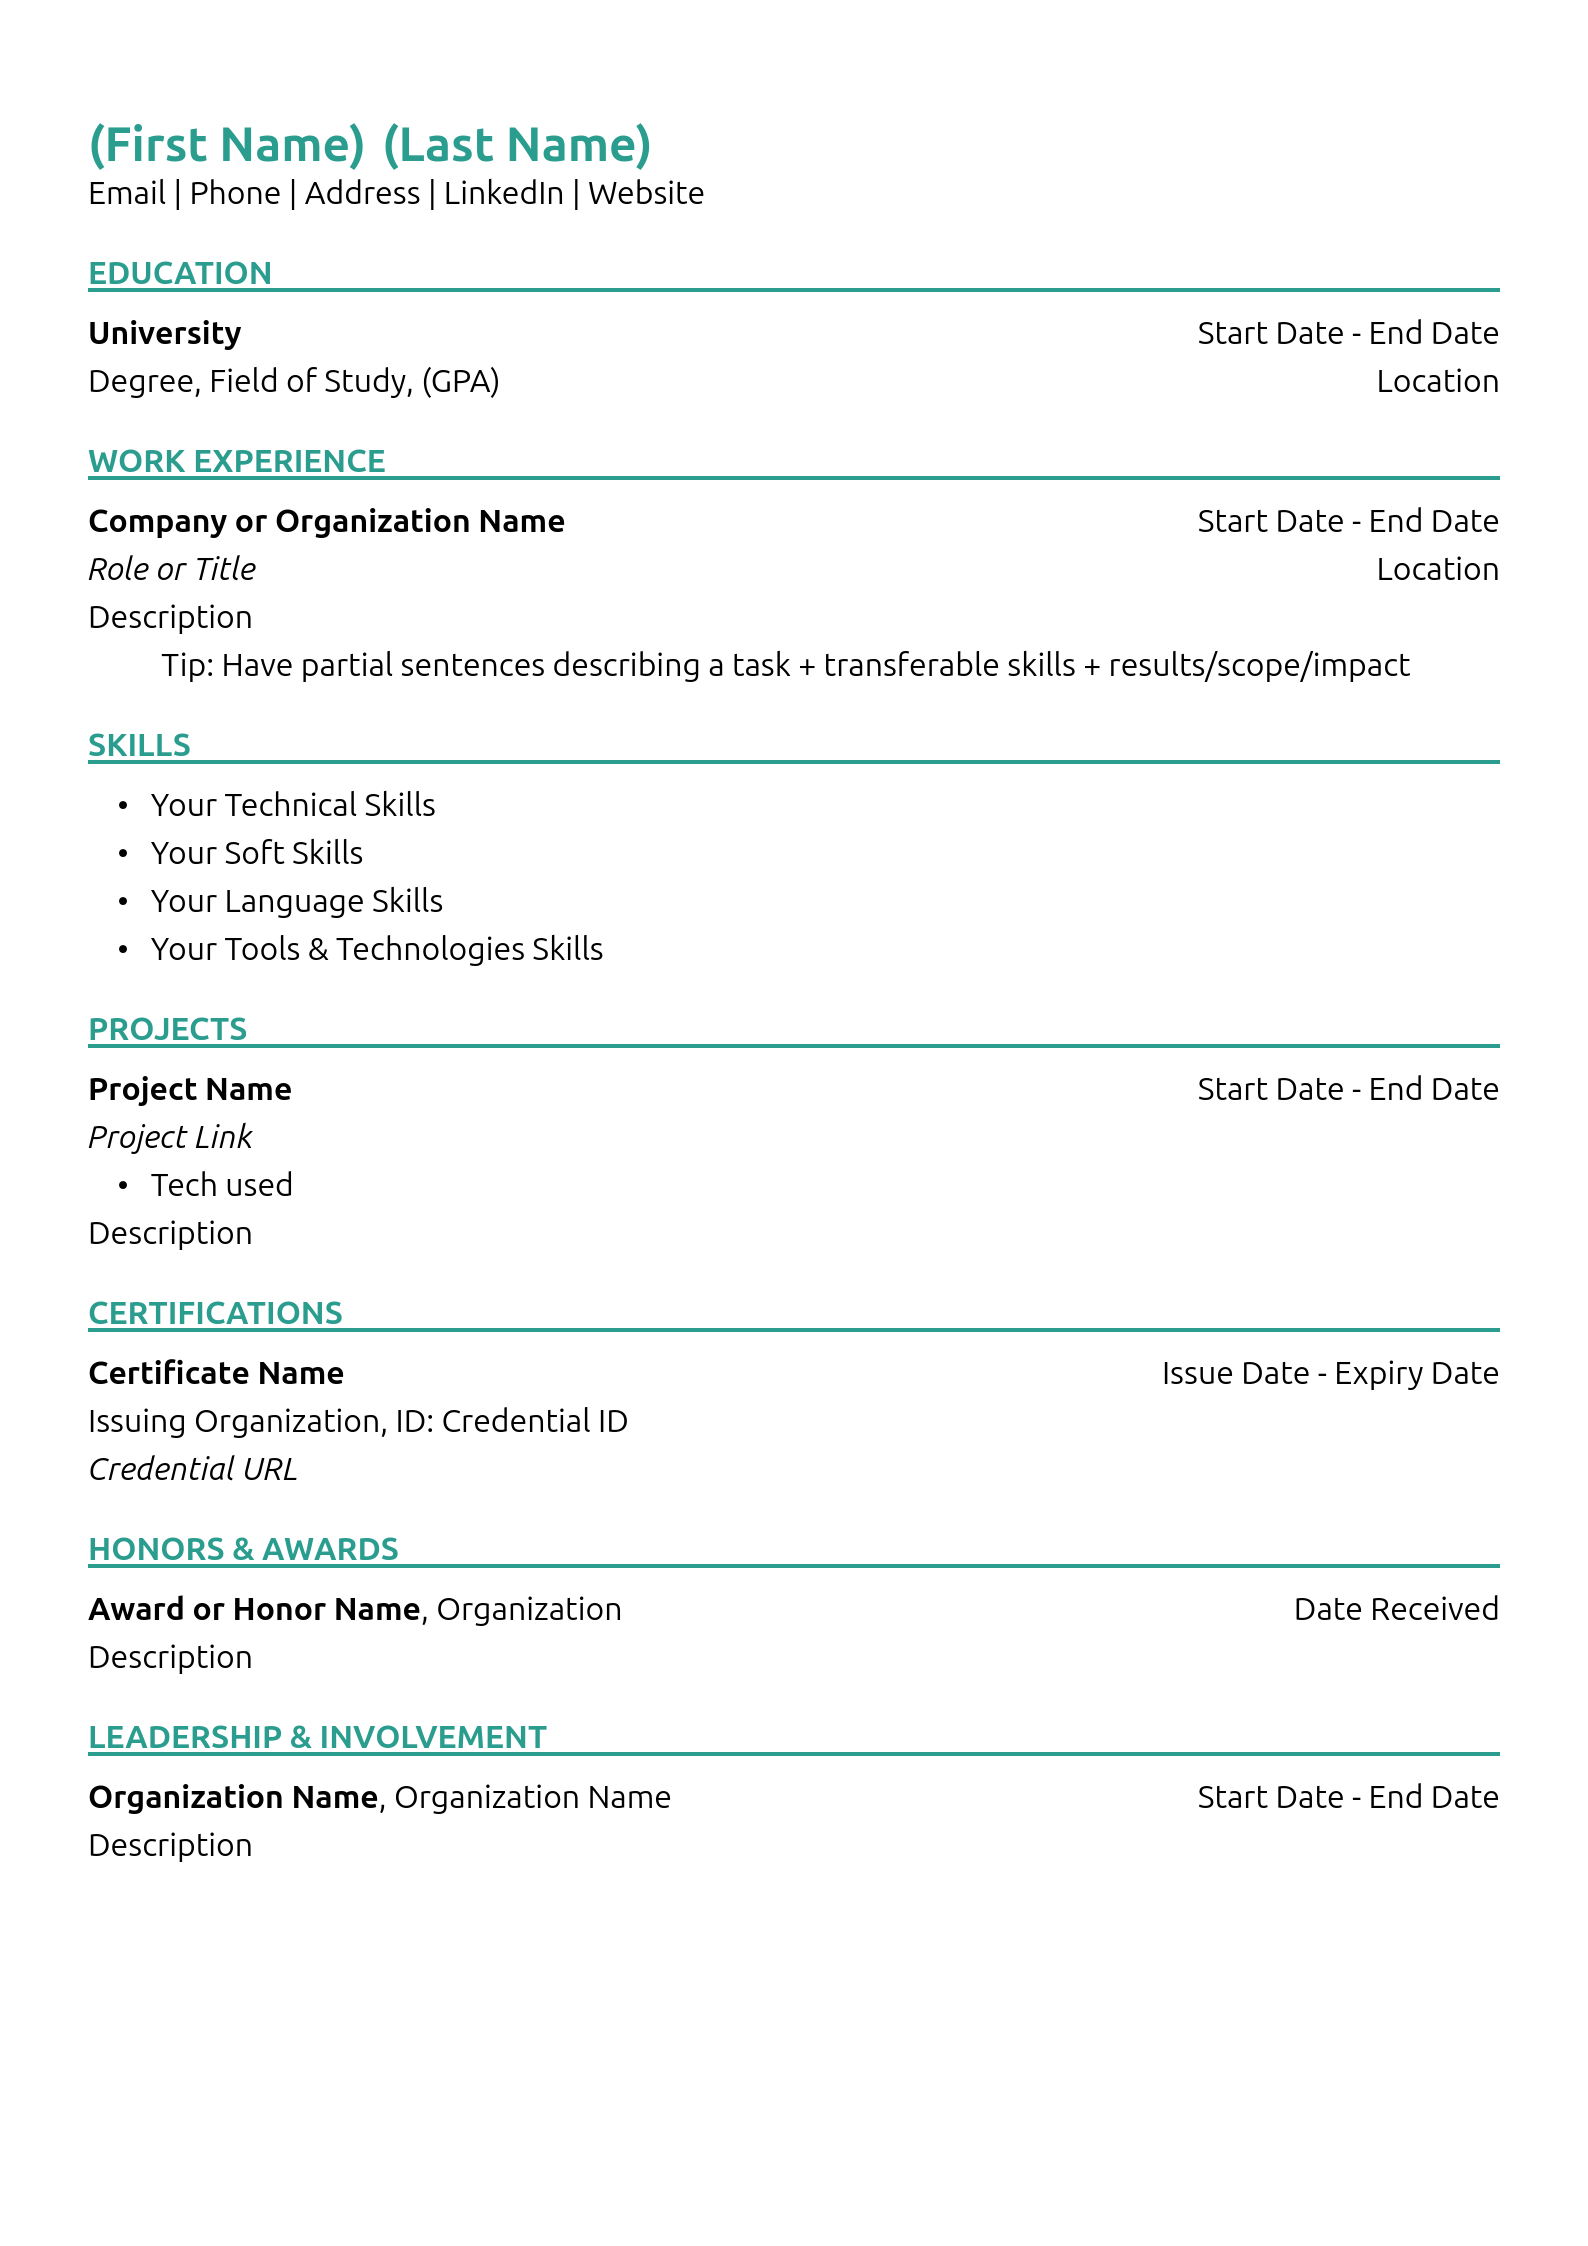 (First Name) (Last Name)
Email | Phone | Address | LinkedIn | Website
EDUCATION
University Start Date - End Date
Degree, Field of Study, (GPA) Location
WORK EXPERIENCE
Company or Organization Name Start Date - End Date
Role or Title Location
Description
Tip: Have partial sentences describing a task + transferable skills + results/scope/impact
SKILLS
• Your Technical Skills
• Your Soft Skills
• Your Language Skills
• Your Tools & Technologies Skills
PROJECTS
Project Name Start Date - End Date
Project Link
• Tech used
Description
CERTIFICATIONS
Certificate Name Issue Date - Expiry Date
Issuing Organization, ID: Credential ID
Credential URL
HONORS & AWARDS
Award or Honor Name, Organization Date Received
Description
LEADERSHIP & INVOLVEMENT
Organization Name, Organization Name Start Date - End Date
Description